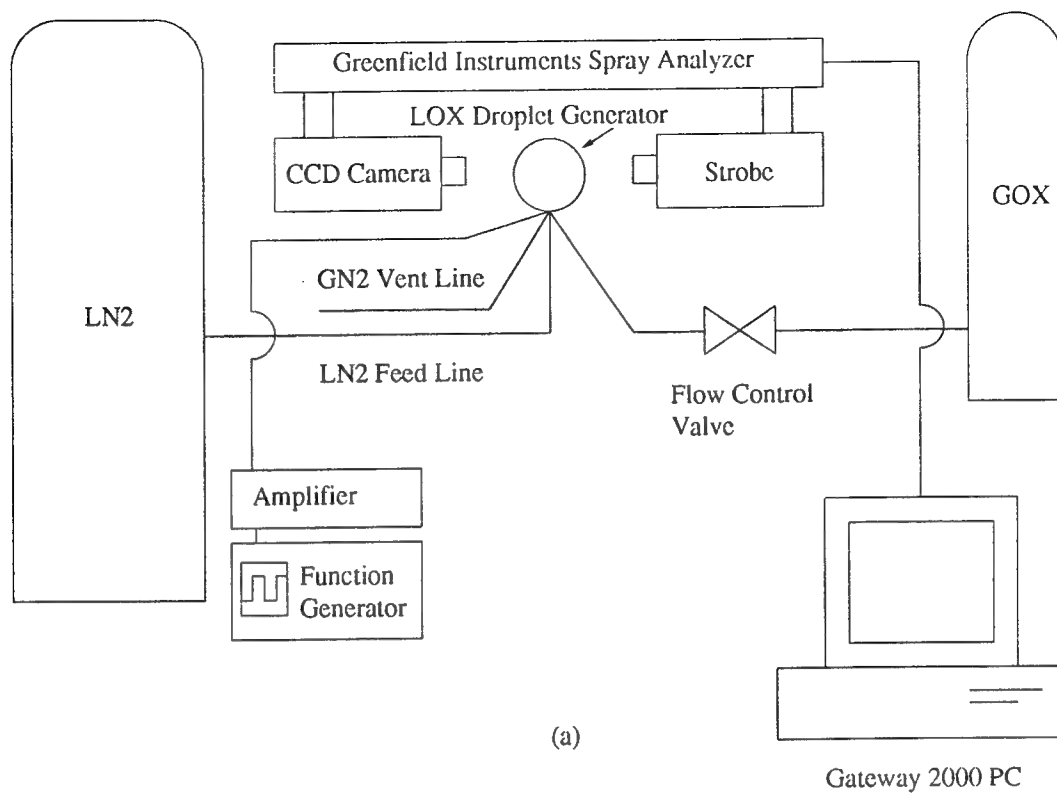 Greenfield Instruments Spray Analyzer
LOX Droplet Generator
CCD Camera
Strobe
GOX
LN2
GN2 Vent Line
LN2 Feed Line
Flow Control
Valve
Amplifier
Function
Generator
(a)
Gateway 2000 PC